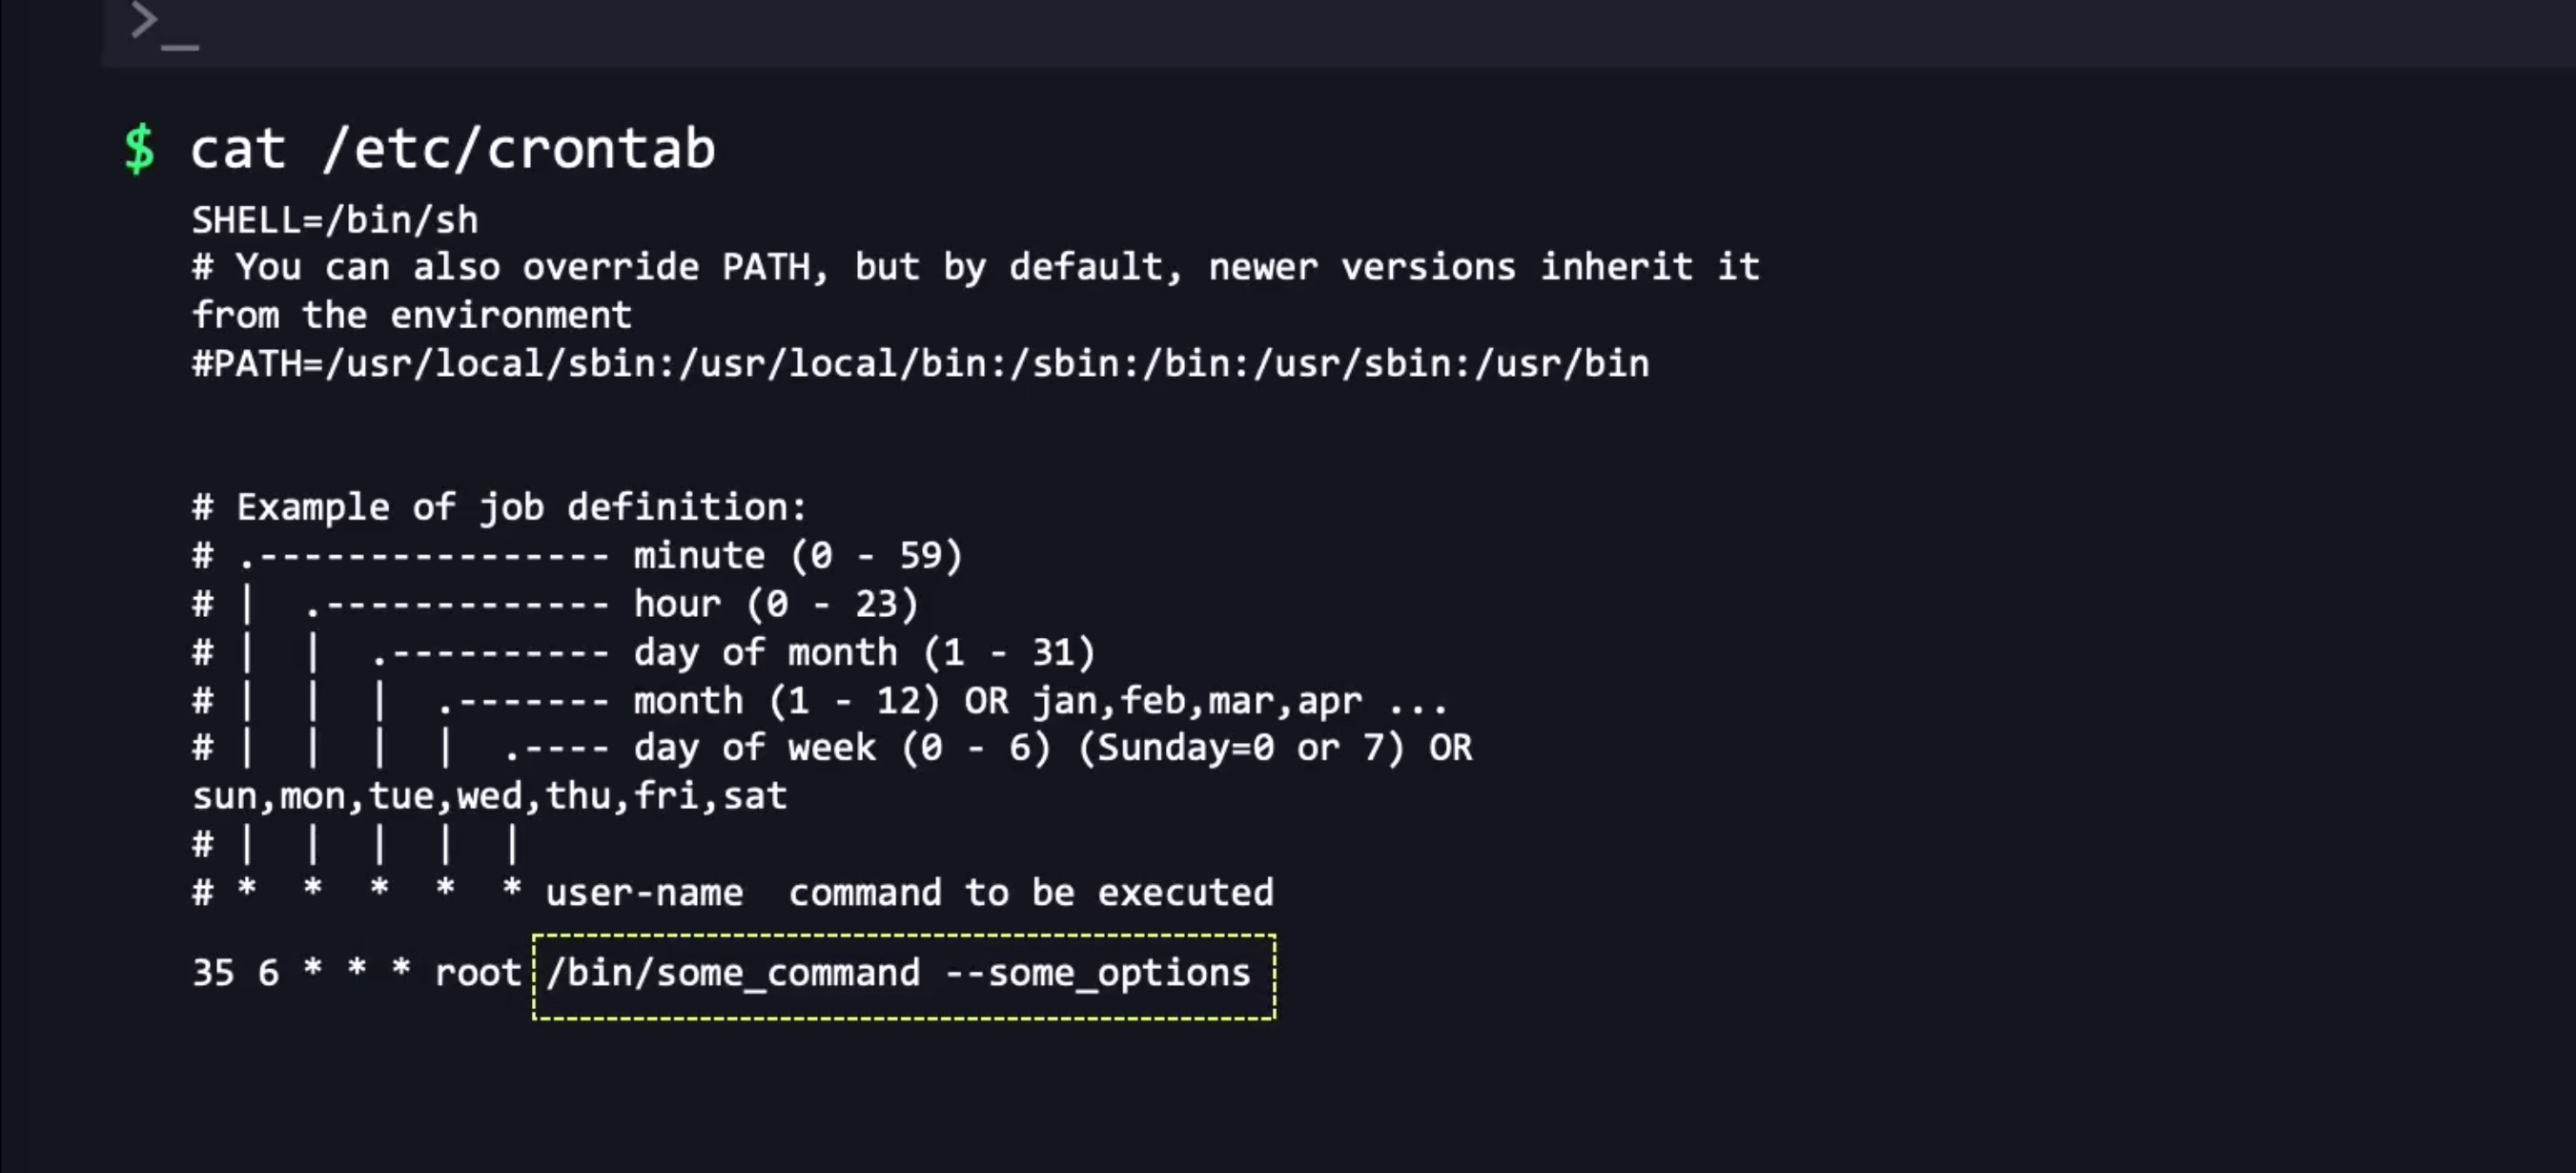 >_
$ cat /etc/crontab
SHELL=/bin/sh
# You can also override PATH, but by default, newer versions inherit it
from the environment
#PATH=/usr/local/sbin:/usr/local/bin:/sbin:/bin:/usr/sbin:/usr/bin
# Example of job definition:
# .---------------- minute (0 - 59)
# |  .------------- hour (0 - 23)
# |  |  .---------- day of month (1 - 31)
# |  |  |  .------- month (1 - 12) OR jan,feb,mar,apr ...
# |  |  |  |  .---- day of week (0 - 6) (Sunday=0 or 7) OR
sun,mon,tue,wed,thu,fri,sat
# |  |  |  |  |
# *  *  *  *  * user-name  command to be executed
35 6 * * * root /bin/some_command --some_options